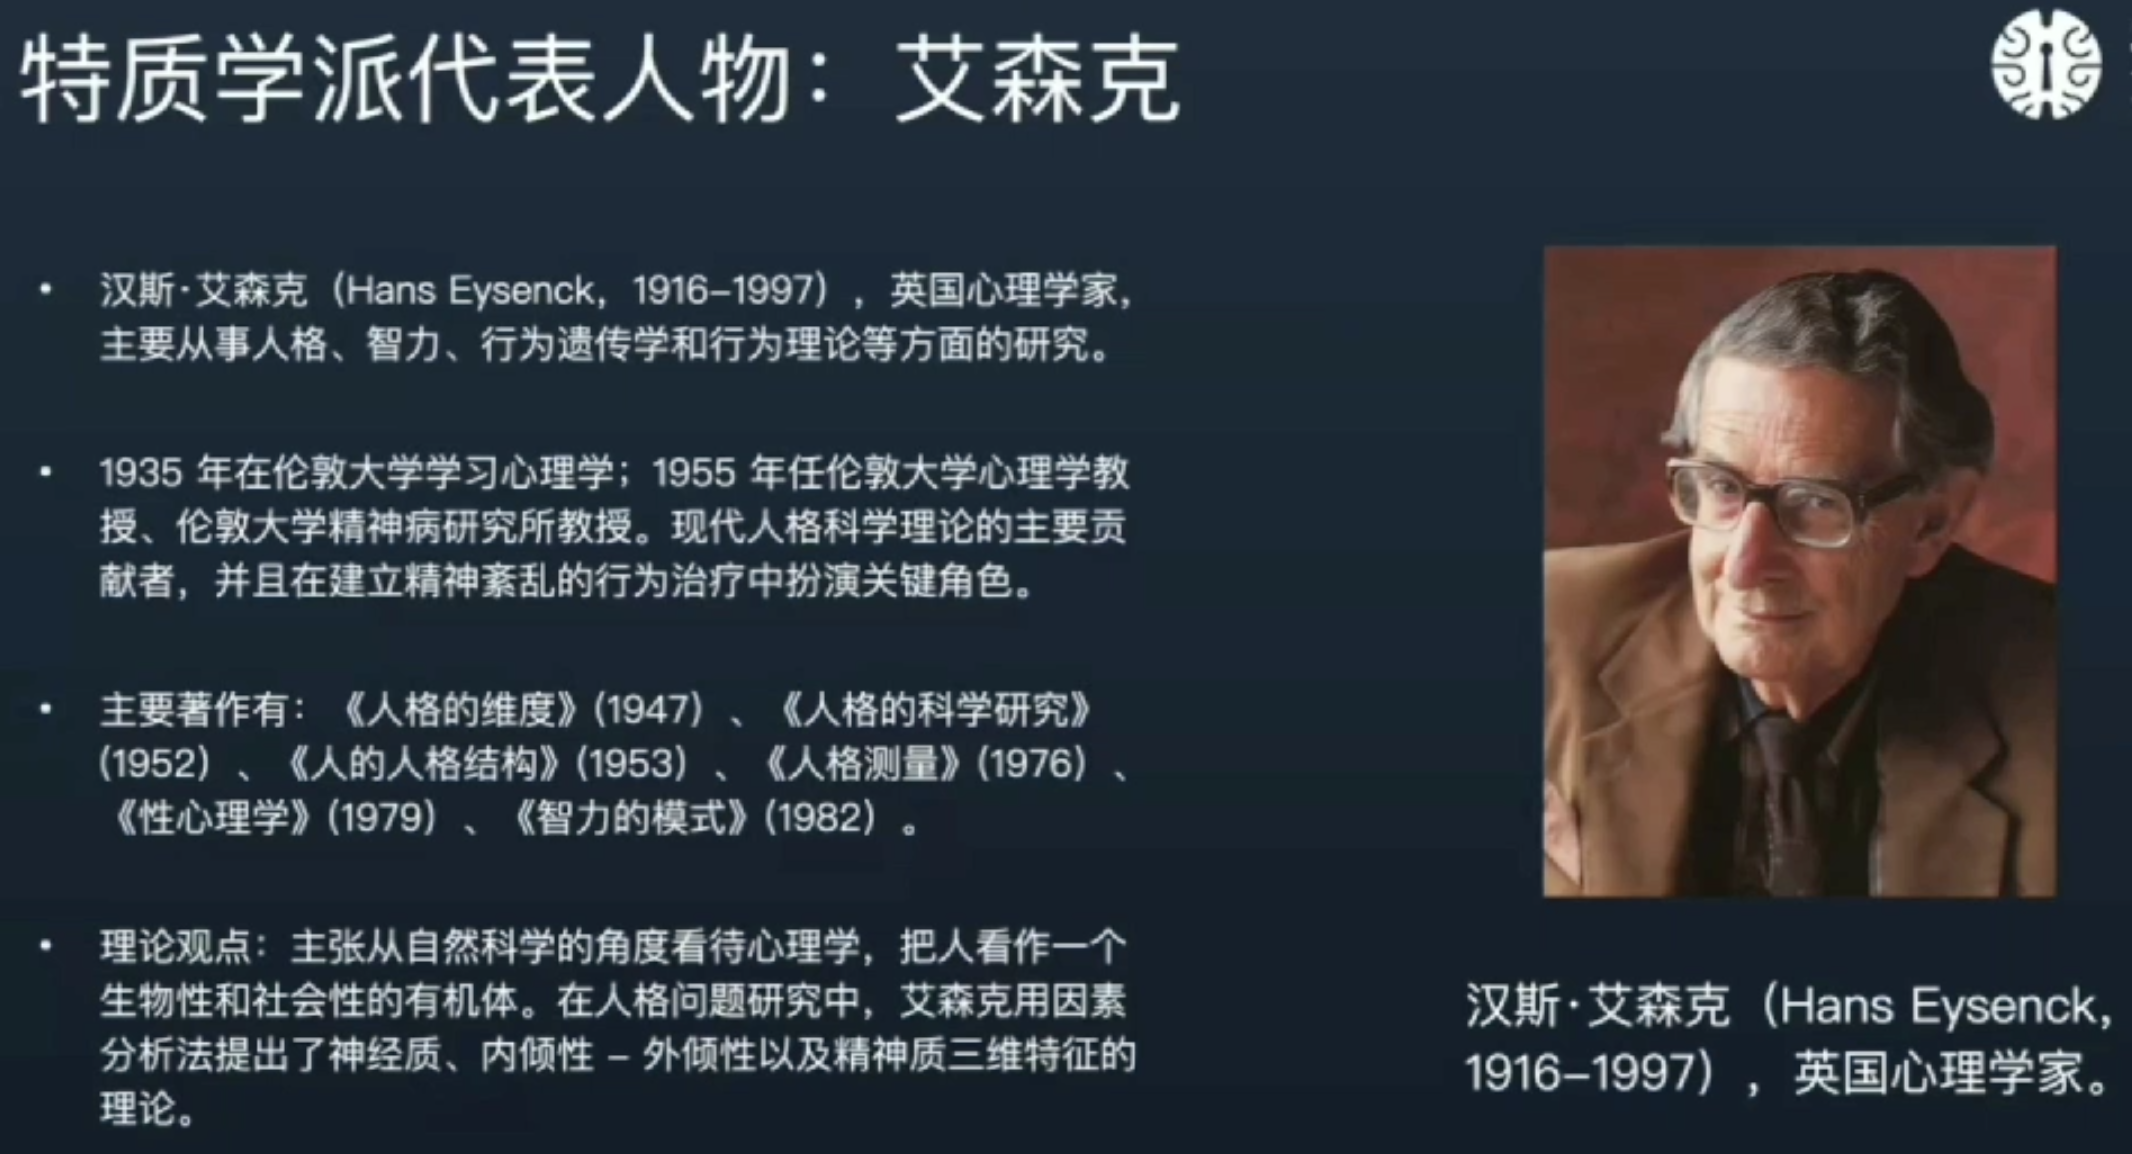 特质学派代表人物：艾森克
汉斯·艾森克（Hans Eysenck，1916–1997），英国心理学家，
主要从事人格、智力、行为遗传学和行为理论等方面的研究。
1935 年在伦敦大学学习心理学；1955 年任伦敦大学心理学教
授、伦敦大学精神病研究所教授。现代人格科学理论的主要贡
献者，并且在建立精神紊乱的行为治疗中扮演关键角色。
主要著作有：《人格的维度》(1947）、《人格的科学研究》
(1952）、《人的人格结构》(1953）、《人格测量》(1976）、
《性心理学》(1979）、《智力的模式》(1982）。
理论观点：主张从自然科学的角度看待心理学，把人看作一个
生物性和社会性的有机体。在人格问题研究中，艾森克用因素
分析法提出了神经质、内倾性 – 外倾性以及精神质三维特征的
理论。
汉斯·艾森克（Hans Eysenck，
1916–1997），英国心理学家。